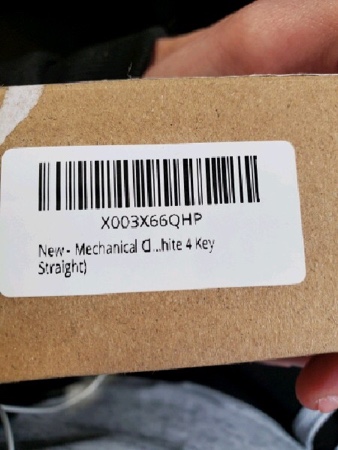 X003X66QHP
New - Mechanical C...hite 4 Key
Straight)